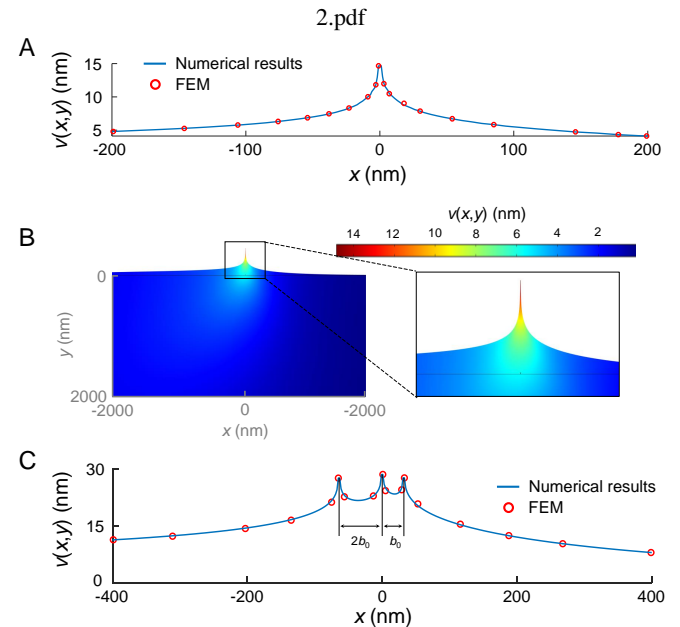 2.pdf
A
v(x,y) (nm)
15
10
5
Numerical results
FEM
-200
-100
0
100
200
x (nm)
B
v(x,y) (nm)
14
12
10
8
6
4
2
0
y (nm)
2000
-2000
0
-2000
x (nm)
C
v(x,y) (nm)
30
15
0
Numerical results
FEM
2b₀
b₀
-400
-200
0
200
400
x (nm)